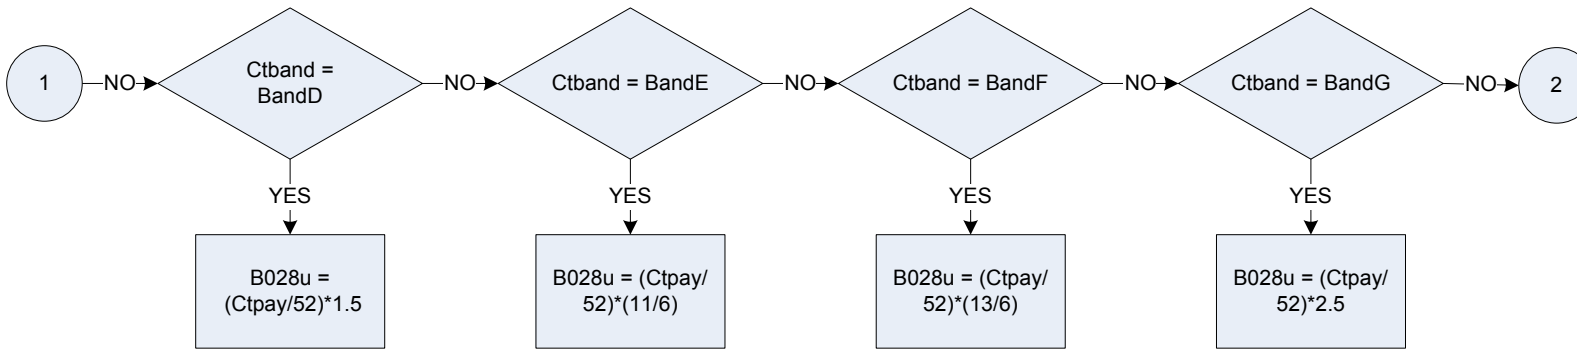 1
NO
Ctband =
BandD
NO
Ctband = BandE
NO
Ctband = BandF
NO
Ctband = BandG
NO
2
YES
YES
YES
YES
B028u =
(Ctpay/52)*1.5
B028u = (Ctpay/
52)*(11/6)
B028u = (Ctpay/
52)*(13/6)
B028u = (Ctpay/
52)*2.5